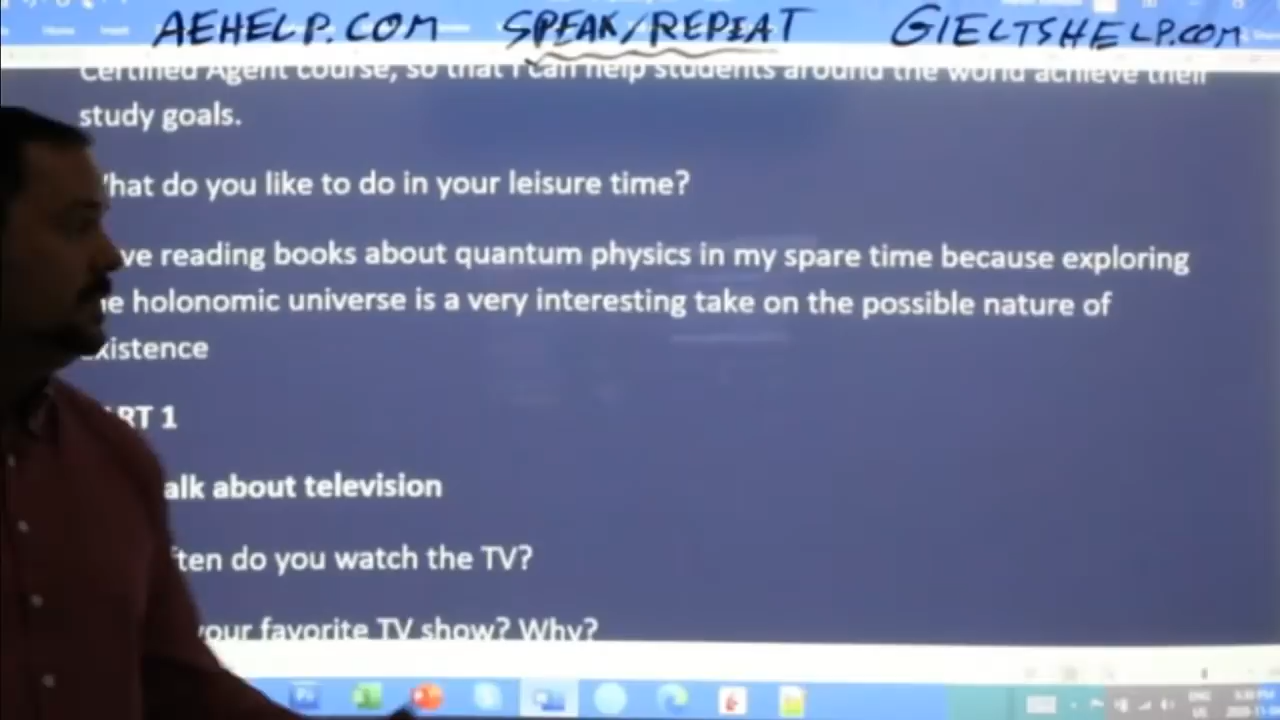 AEHELP.COM SPEAK/REPEAT GIELTSHELP.COM
Certified Agent course, so that I can help students around the world achieve their
study goals.
hat do you like to do in your leisure time?
ve reading books about quantum physics in my spare time because exploring
e holonomic universe is a very interesting take on the possible nature of
xistence
RT 1
alk about television
ten do you watch the TV?
your favorite TV show? Why?